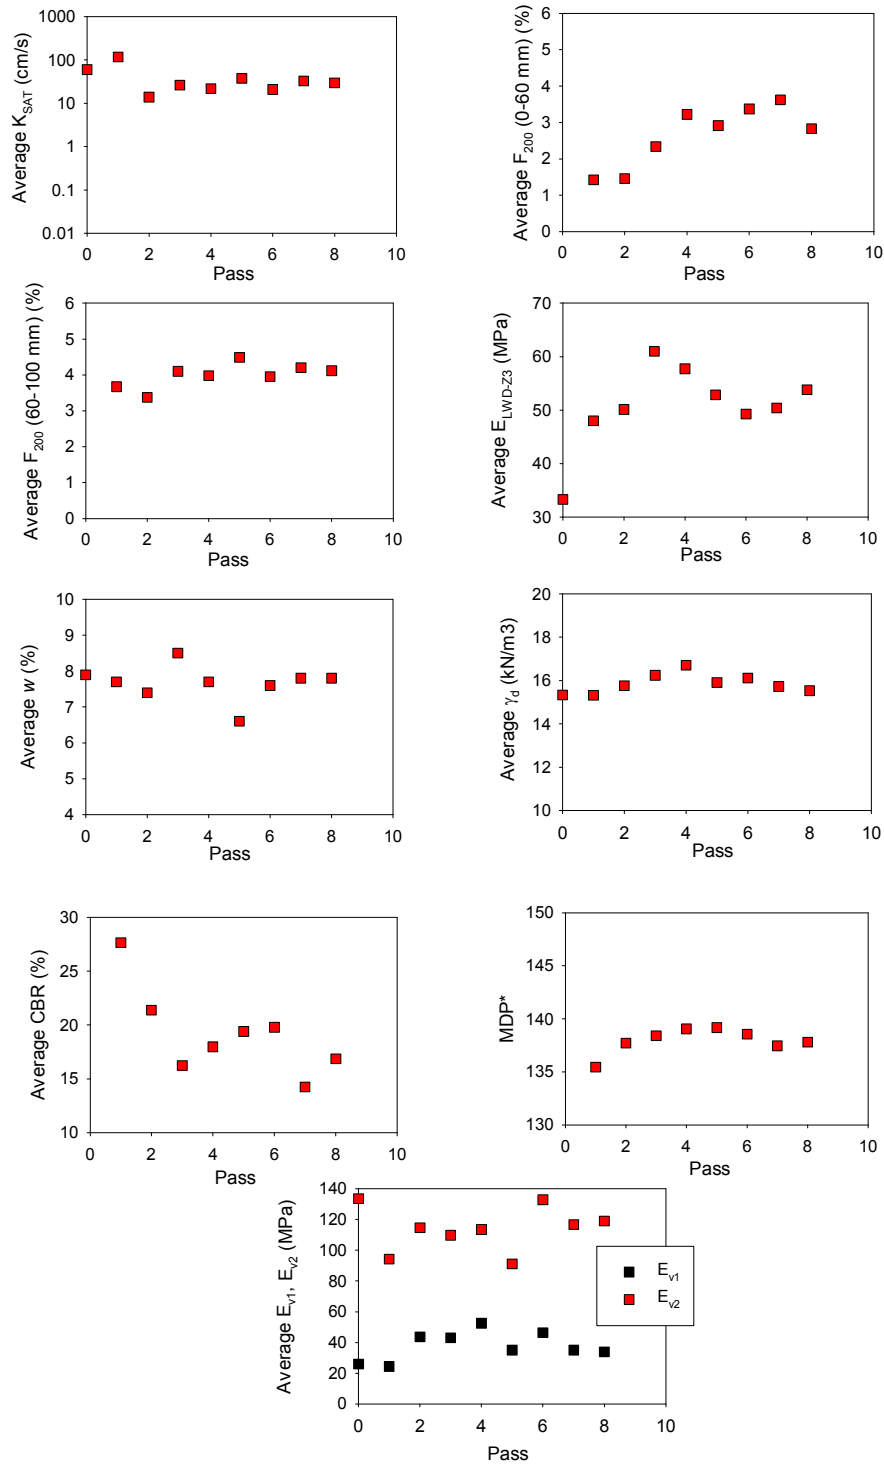 Average K_SAT (cm/s)
1000
100
10
1
0.1
0.01
0 2 4 6 8 10
Pass
Average F_200 (0-60 mm) (%)
6
5
4
3
2
1
0
0 2 4 6 8 10
Pass
Average F_200 (60-100 mm) (%)
6
5
4
3
2
1
0
0 2 4 6 8 10
Pass
Average E_LWD-Z3 (MPa)
70
60
50
40
30
0 2 4 6 8 10
Pass
Average w (%)
10
9
8
7
6
5
4
0 2 4 6 8 10
Pass
Average γ_d (kN/m3)
20
18
16
14
12
10
0 2 4 6 8 10
Pass
Average CBR (%)
30
25
20
15
10
0 2 4 6 8 10
Pass
MDP*
150
145
140
135
130
0 2 4 6 8 10
Pass
Average E_v1, E_v2 (MPa)
140
120
100
80
60
40
20
0
0 2 4 6 8 10
Pass
E_v1
E_v2